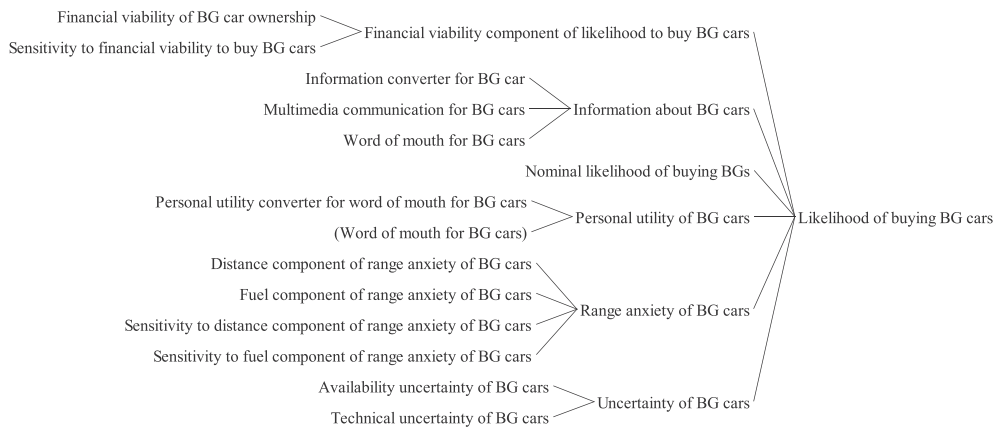 Financial viability of BG car ownership
Sensitivity to financial viability to buy BG cars
Financial viability component of likelihood to buy BG cars
Information converter for BG car
Multimedia communication for BG cars
Word of mouth for BG cars
Information about BG cars
Nominal likelihood of buying BGs
Personal utility converter for word of mouth for BG cars
(Word of mouth for BG cars)
Personal utility of BG cars
Likelihood of buying BG cars
Distance component of range anxiety of BG cars
Fuel component of range anxiety of BG cars
Sensitivity to distance component of range anxiety of BG cars
Sensitivity to fuel component of range anxiety of BG cars
Range anxiety of BG cars
Availability uncertainty of BG cars
Technical uncertainty of BG cars
Uncertainty of BG cars